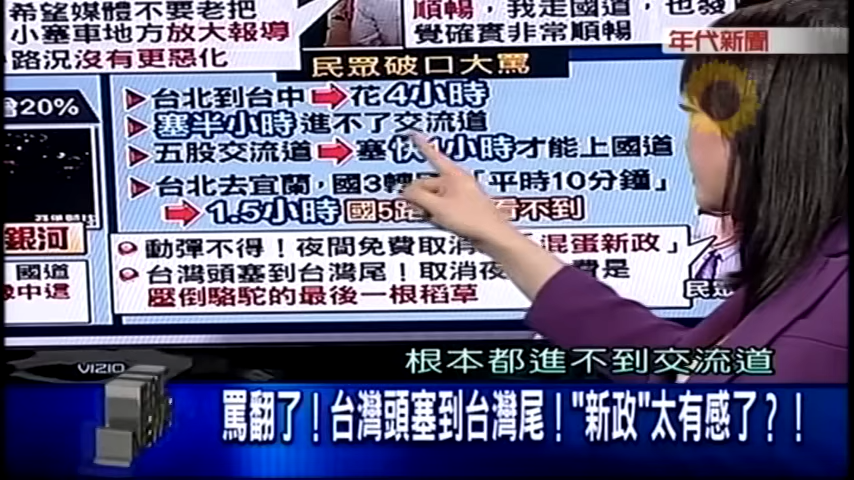 希望媒體不要老把
小塞車地方放大報導
路況沒有更惡化
順暢，我走國道，也發
覺確實非常順暢
年代新聞
民眾破口大罵
20%
台北到台中➡花4小時
塞半小時進不了交流道
五股交流道➡塞快1小時才能上國道
台北去宜蘭，國3轉國「平時10分鐘」
➡1.5小時國5路 看不到
銀河
動彈不得！夜間免費取消 混蛋新政」
台灣頭塞到台灣尾！取消夜 費是
壓倒駱駝的最後一根稻草
國道
中這
民眾
VIZIO
根本都進不到交流道
罵翻了！台灣頭塞到台灣尾！"新政"太有感了？！